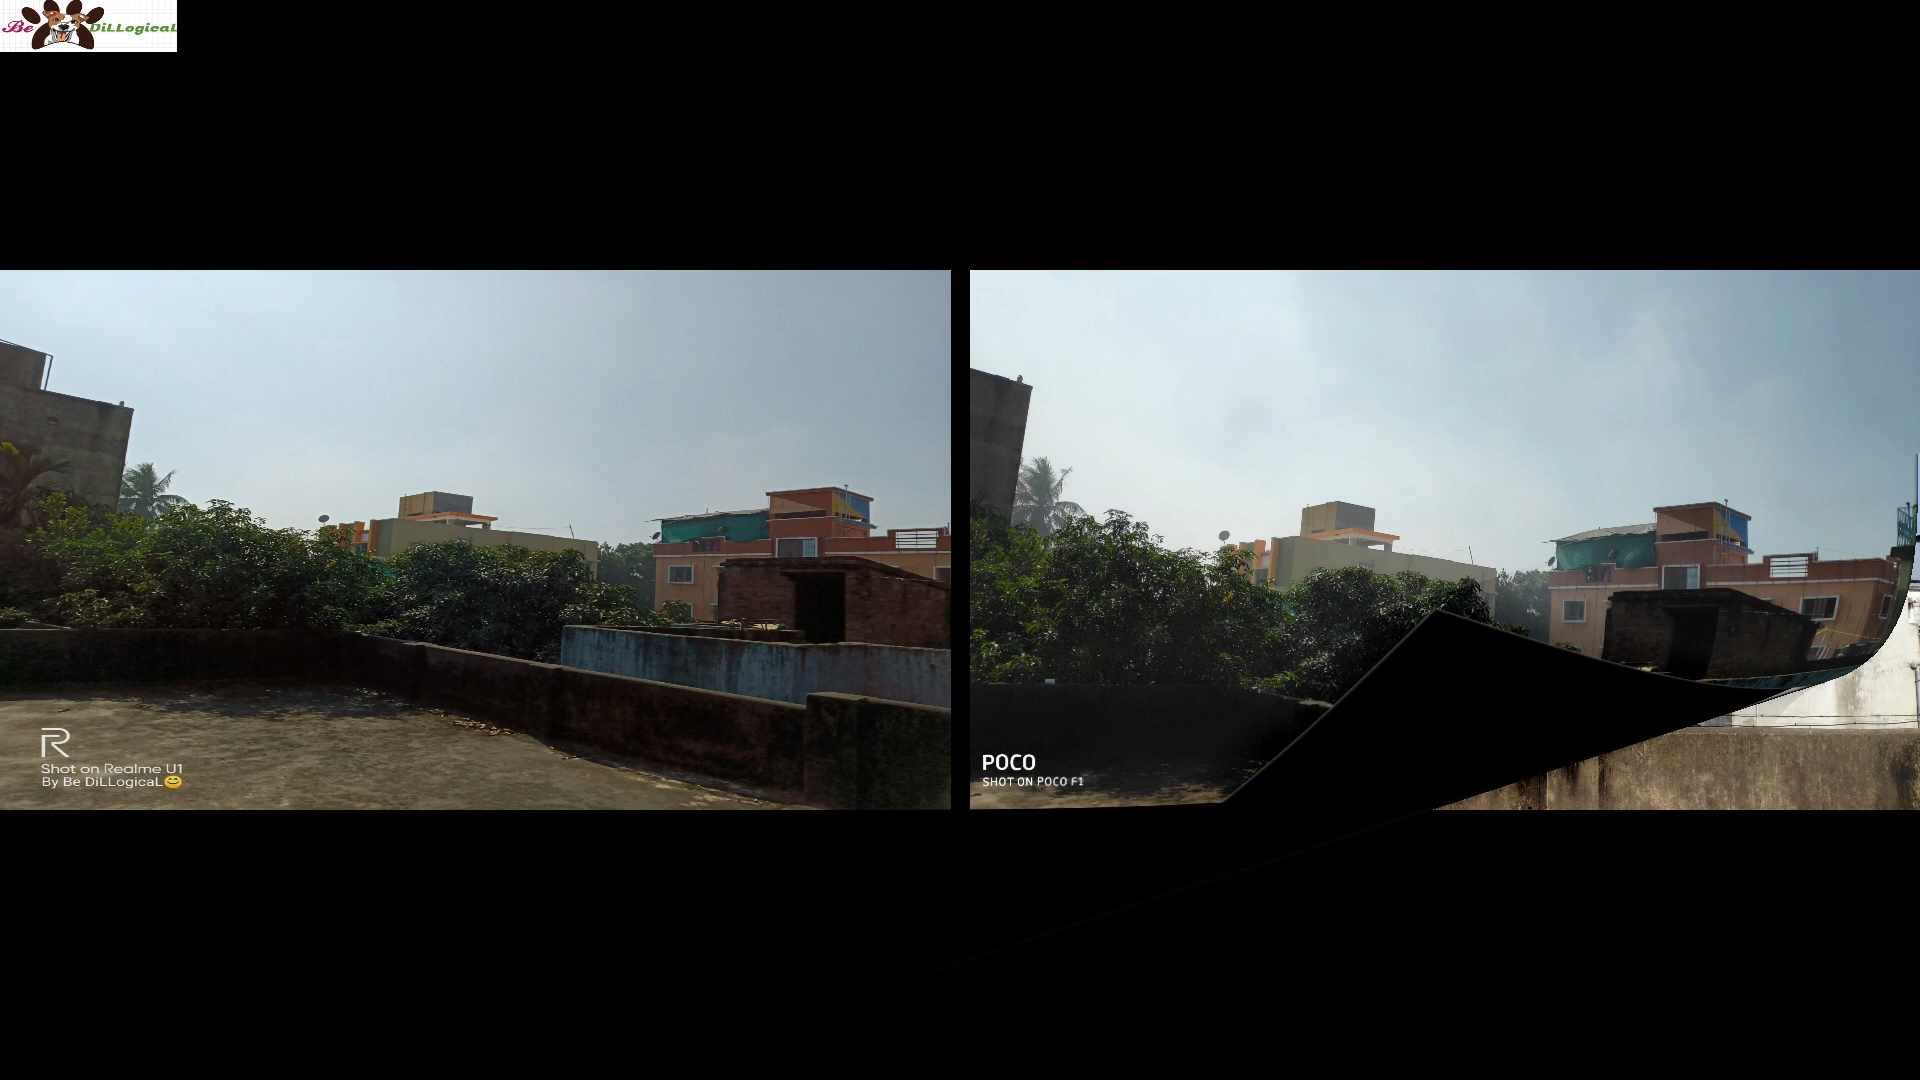 Be DiLLogicaL
R
Shot on Realme U1
By Be DiLLogicaL😊
POCO
SHOT ON POCO F1